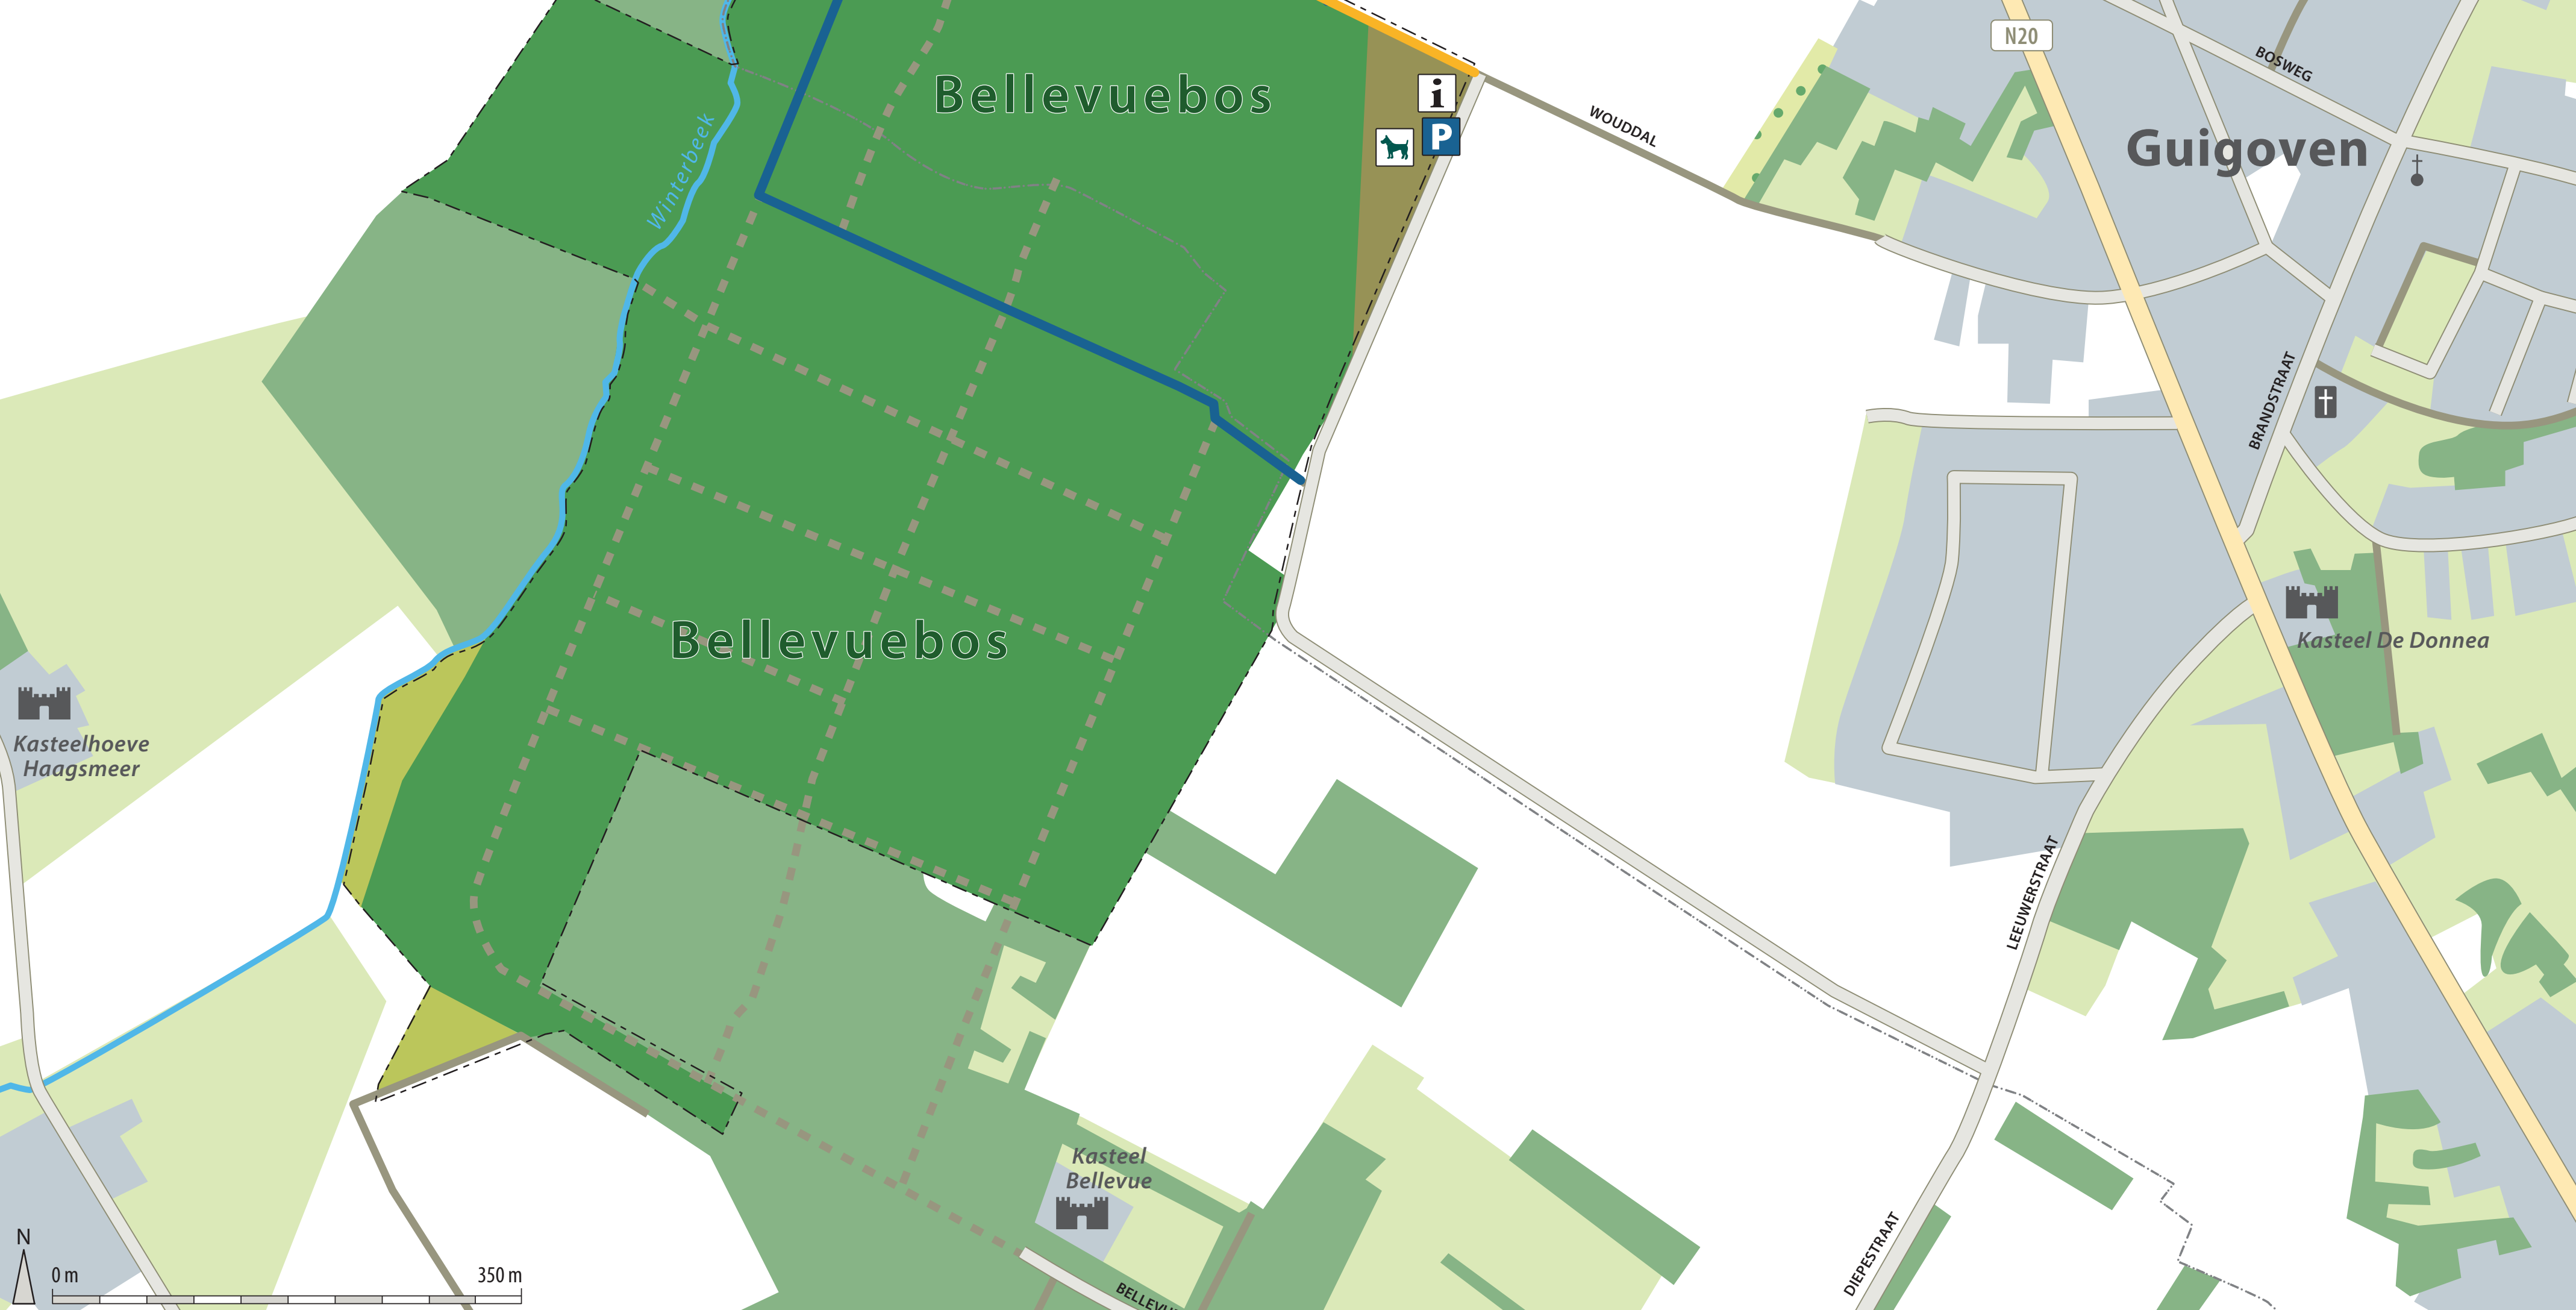 N20
BOSWEG
Bellevuebos
i
P
WOUDDAL
Guigoven
Winterbeek
BRANDSTRAAT
Bellevuebos
Kasteel De Donnea
Kasteelhoeve
Haagsmeer
LEEUWERSTRAAT
Kasteel
Bellevue
DIEPESTRAAT
N
0 m
350 m